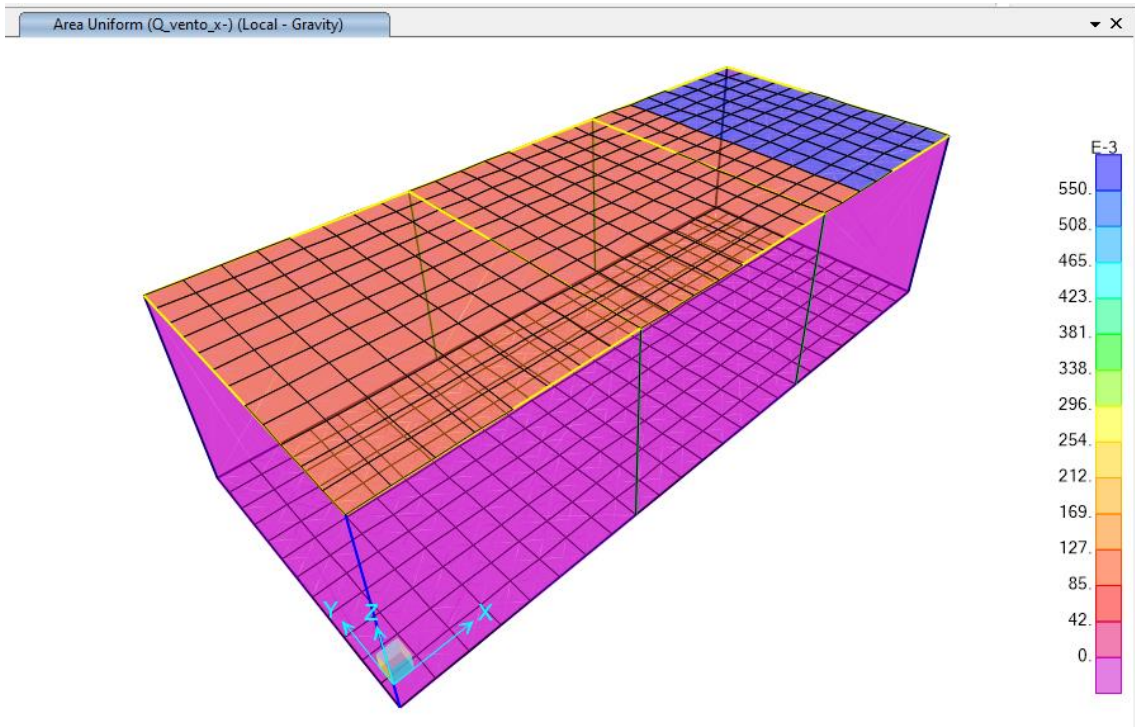 Area Uniform (Q_vento_x-) (Local - Gravity)
E-3
550.
508.
465.
423.
381.
338.
296.
254.
212.
169.
127.
85.
42.
0.
Y
Z
X